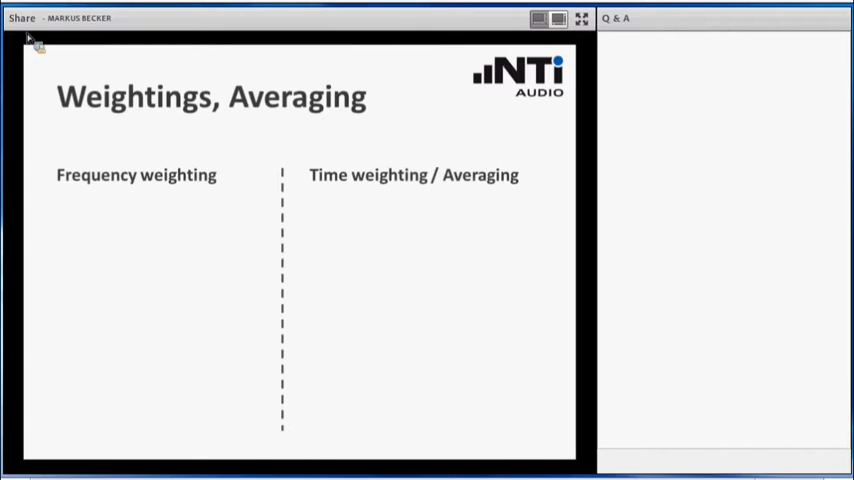 Share - MARKUS BECKER
Q & A
NTi
AUDIO
Weightings, Averaging
Frequency weighting
Time weighting / Averaging